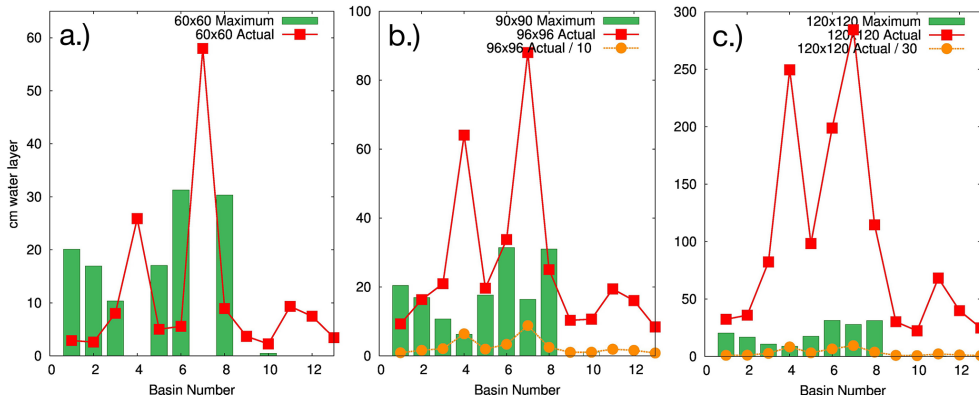 a.)
60x60 Maximum
60x60 Actual
60
50
40
30
20
10
0
cm water layer
0 2 4 6 8 10 12
Basin Number
b.)
90x90 Maximum
96x96 Actual
96x96 Actual / 10
100
80
60
40
20
0
0 2 4 6 8 10 12
Basin Number
c.)
120x120 Maximum
120x120 Actual
120x120 Actual / 30
300
250
200
150
100
50
0
0 2 4 6 8 10 12
Basin Number